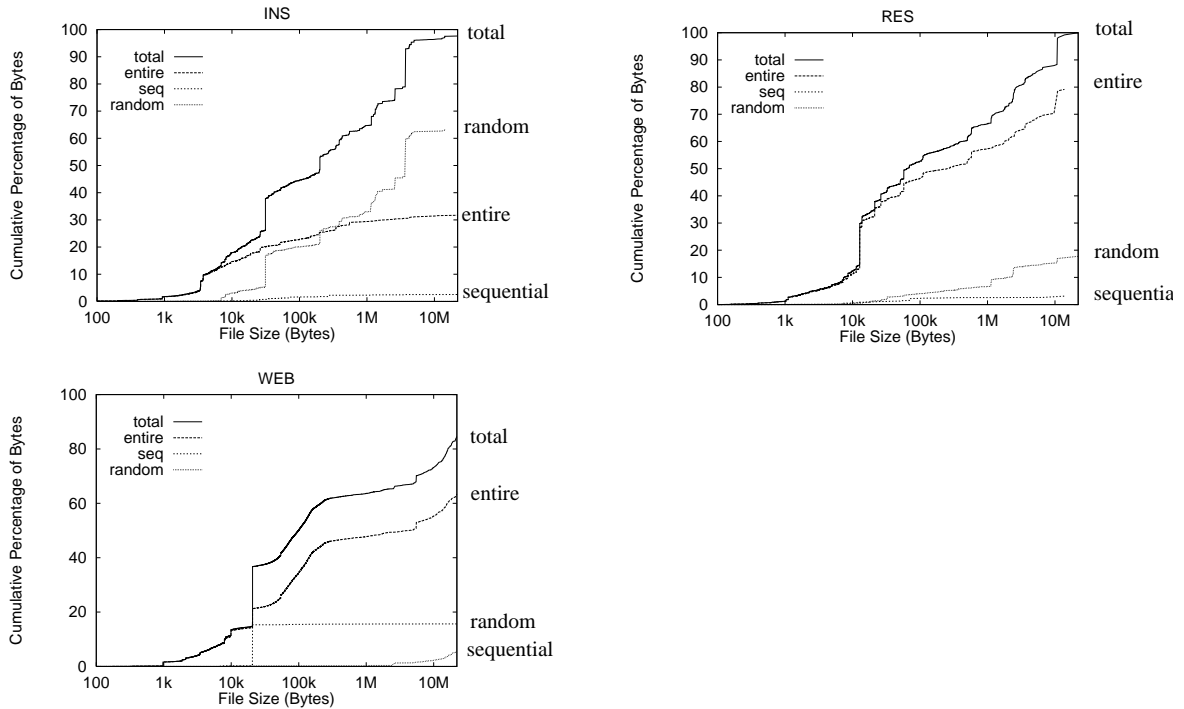 INS
Cumulative Percentage of Bytes
100
90
80
70
60
50
40
30
20
10
0
total
entire
seq
random
100
1k
10k
100k
1M
10M
File Size (Bytes)
total
random
entire
sequential
RES
Cumulative Percentage of Bytes
100
90
80
70
60
50
40
30
20
10
0
total
entire
seq
random
100
1k
10k
100k
1M
10M
File Size (Bytes)
total
entire
random
sequentia
WEB
Cumulative Percentage of Bytes
100
80
60
40
20
0
total
entire
seq
random
100
1k
10k
100k
1M
10M
File Size (Bytes)
total
entire
random
sequential